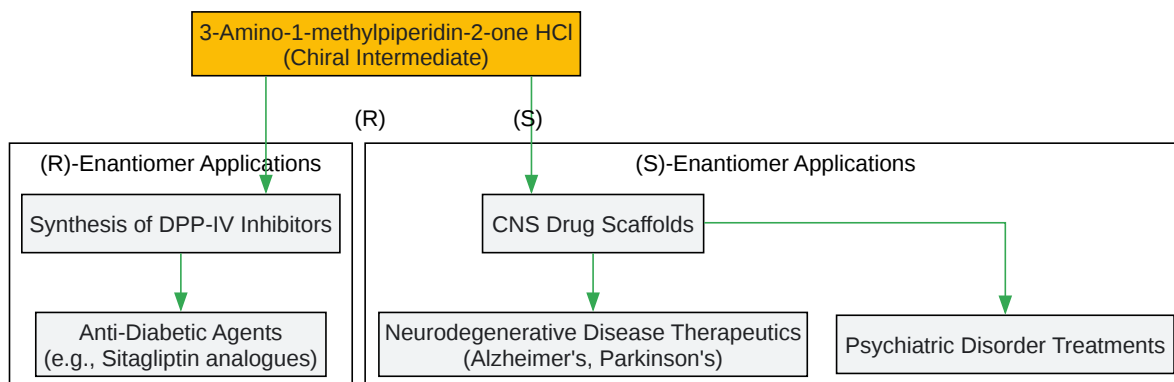 3-Amino-1-methylpiperidin-2-one HCl
(Chiral Intermediate)
(R)
(S)
(R)-Enantiomer Applications
(S)-Enantiomer Applications
Synthesis of DPP-IV Inhibitors
CNS Drug Scaffolds
Anti-Diabetic Agents
(e.g., Sitagliptin analogues)
Neurodegenerative Disease Therapeutics
(Alzheimer's, Parkinson's)
Psychiatric Disorder Treatments